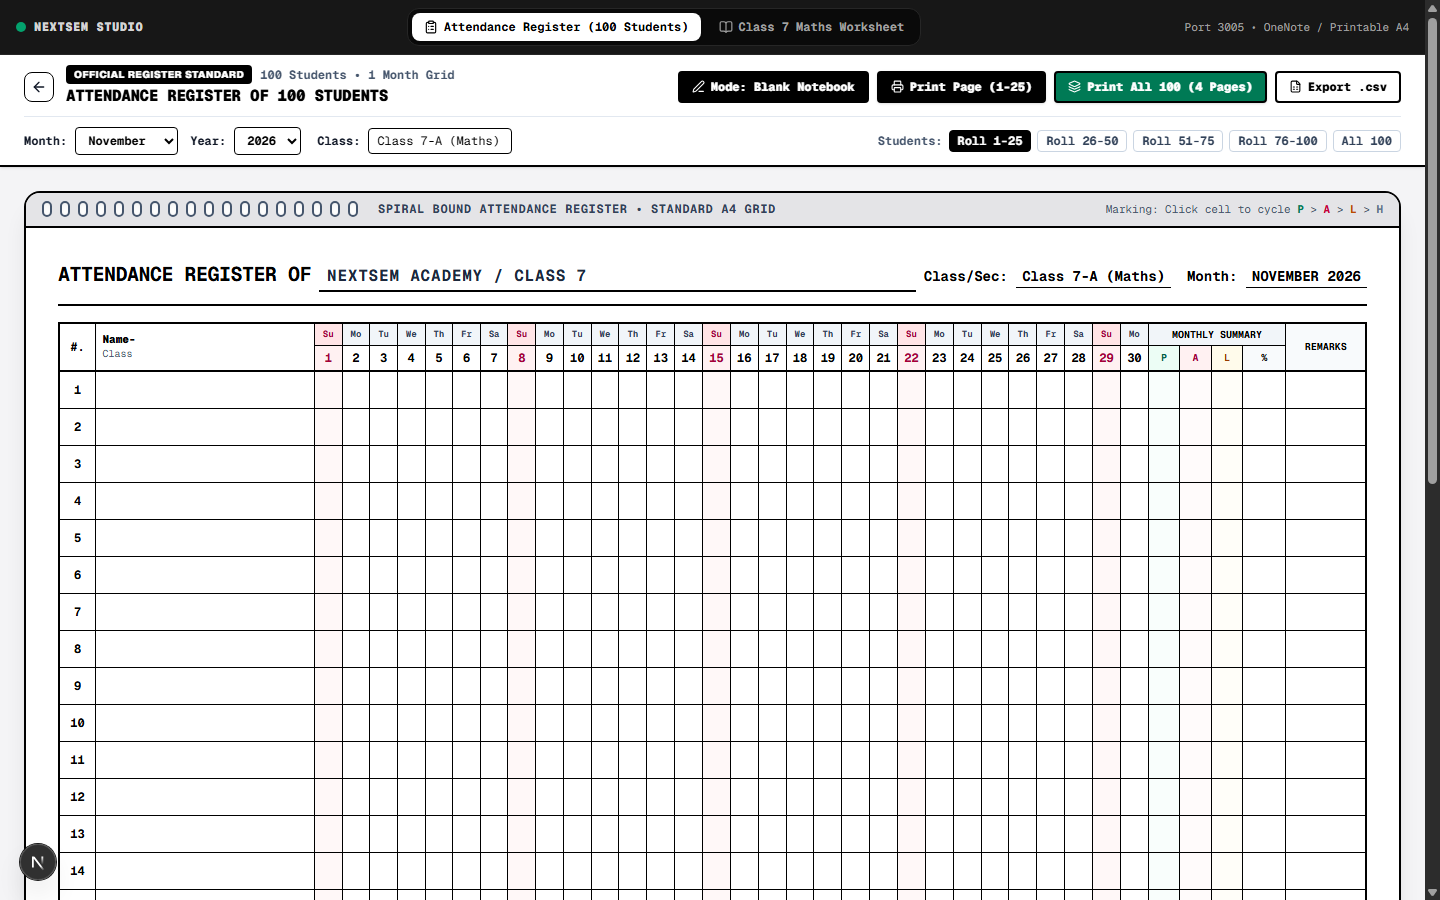 NEXTSEM STUDIO
Attendance Register (100 Students)
Class 7 Maths Worksheet
Port 3005 • OneNote / Printable A4
OFFICIAL REGISTER STANDARD 100 Students • 1 Month Grid
ATTENDANCE REGISTER OF 100 STUDENTS
Mode: Blank Notebook
Print Page (1-25)
Print All 100 (4 Pages)
Export .csv
Month: November Year: 2026 Class: Class 7-A (Maths)
Students: Roll 1-25 Roll 26-50 Roll 51-75 Roll 76-100 All 100
SPIRAL BOUND ATTENDANCE REGISTER • STANDARD A4 GRID
Marking: Click cell to cycle P > A > L > H
ATTENDANCE REGISTER OF NEXTSEM ACADEMY / CLASS 7 Class/Sec: Class 7-A (Maths) Month: NOVEMBER 2026
#. Name- Su Mo Tu We Th Fr Sa Su Mo Tu We Th Fr Sa Su Mo Tu We Th Fr Sa Su Mo Tu We Th Fr Sa Su Mo MONTHLY SUMMARY REMARKS
Class 1 2 3 4 5 6 7 8 9 10 11 12 13 14 15 16 17 18 19 20 21 22 23 24 25 26 27 28 29 30 P A L %
1
2
3
4
5
6
7
8
9
10
11
12
13
14
N